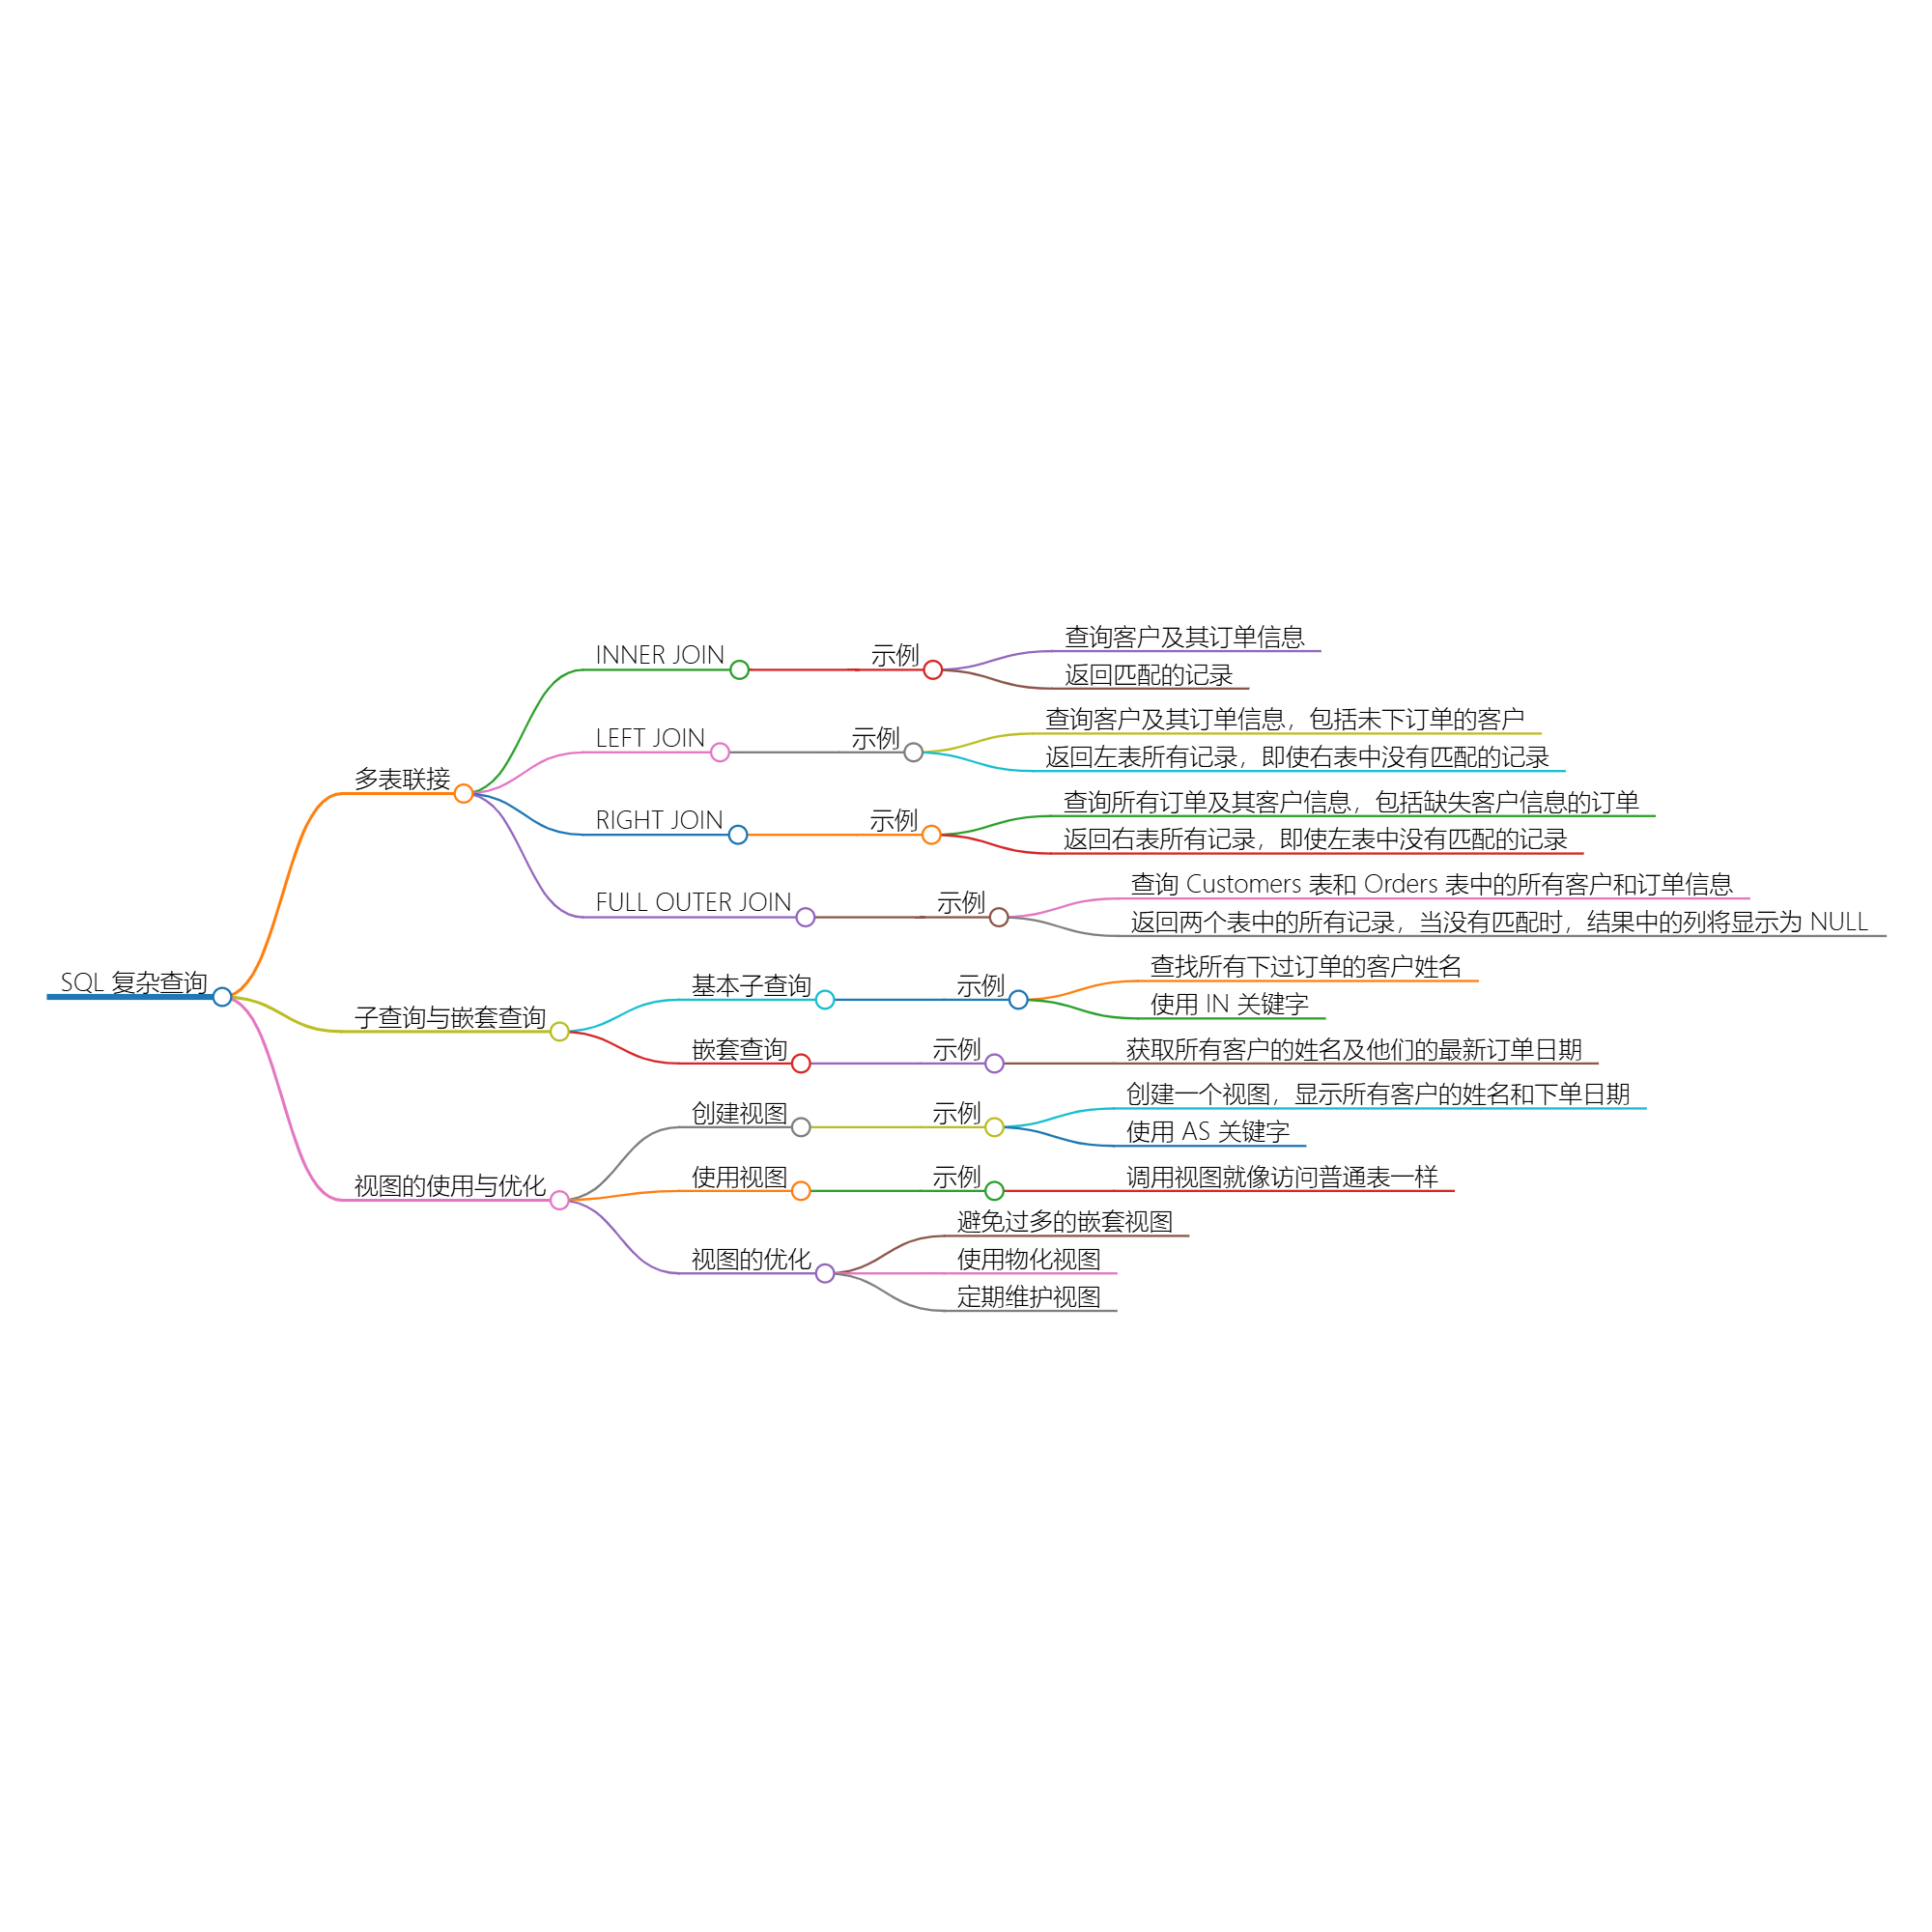 SQL 复杂查询
多表联接
INNER JOIN
示例
查询客户及其订单信息
返回匹配的记录
LEFT JOIN
示例
查询客户及其订单信息，包括未下订单的客户
返回左表所有记录，即使右表中没有匹配的记录
RIGHT JOIN
示例
查询所有订单及其客户信息，包括缺失客户信息的订单
返回右表所有记录，即使左表中没有匹配的记录
FULL OUTER JOIN
示例
查询 Customers 表和 Orders 表中的所有客户和订单信息
返回两个表中的所有记录，当没有匹配时，结果中的列将显示为 NULL
子查询与嵌套查询
基本子查询
示例
查找所有下过订单的客户姓名
使用 IN 关键字
嵌套查询
示例
获取所有客户的姓名及他们的最新订单日期
视图的使用与优化
创建视图
示例
创建一个视图，显示所有客户的姓名和下单日期
使用 AS 关键字
使用视图
示例
调用视图就像访问普通表一样
视图的优化
避免过多的嵌套视图
使用物化视图
定期维护视图